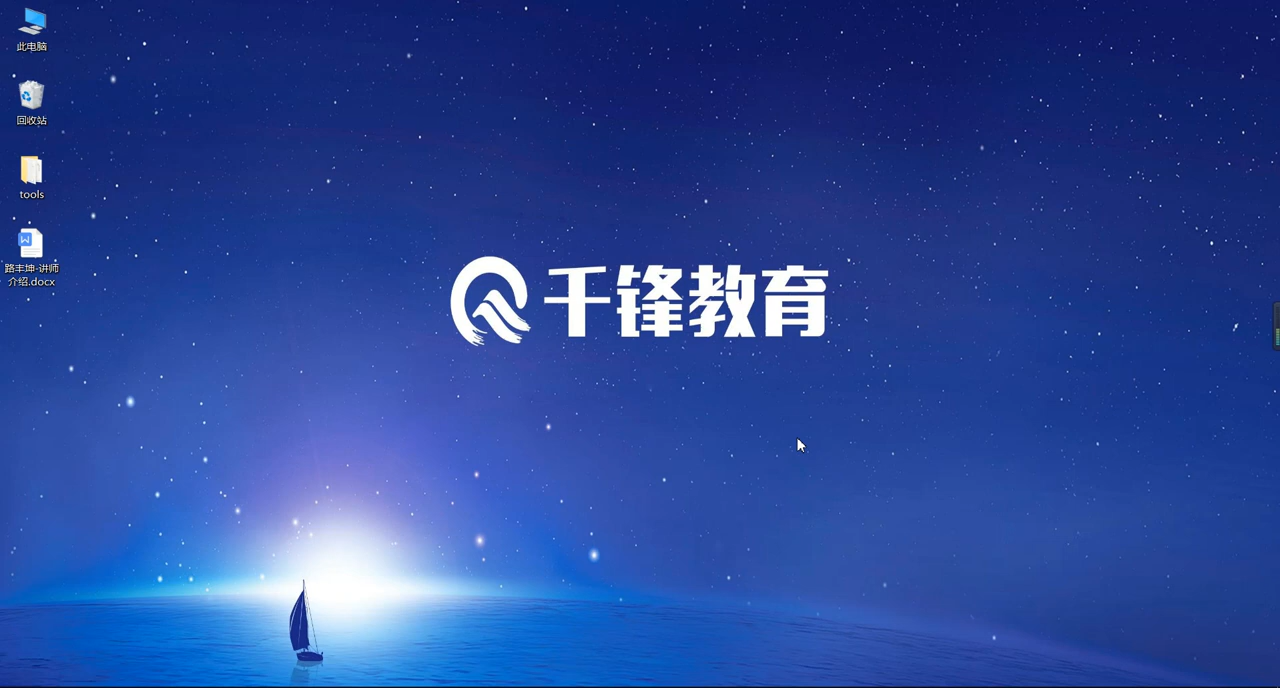 此电脑
回收站
tools
路丰坤-讲师
介绍.docx
千锋教育